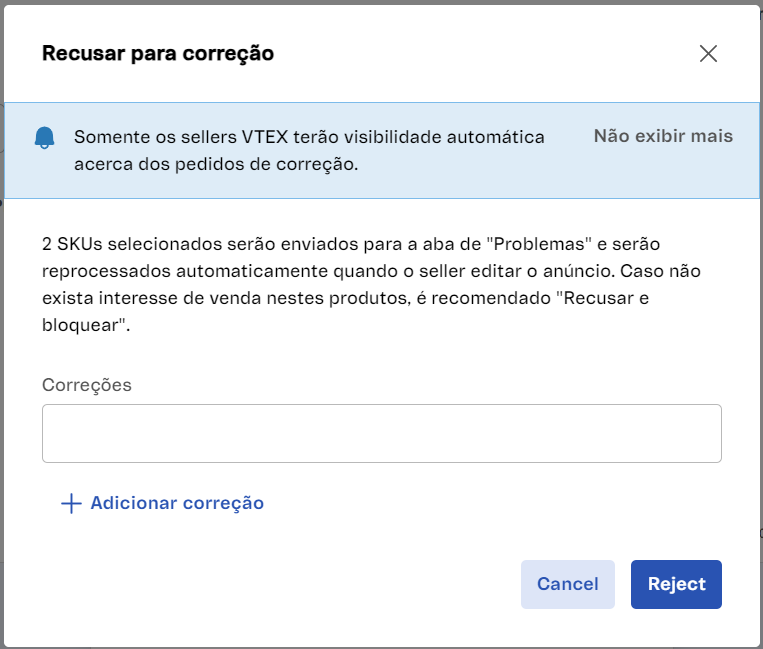 Recusar para correção
Somente os sellers VTEX terão visibilidade automática
acerca dos pedidos de correção.
Não exibir mais
2 SKUs selecionados serão enviados para a aba de "Problemas" e serão
reprocessados automaticamente quando o seller editar o anúncio. Caso não
exista interesse de venda nestes produtos, é recomendado "Recusar e
bloquear".
Correções
Adicionar correção
Cancel
Reject